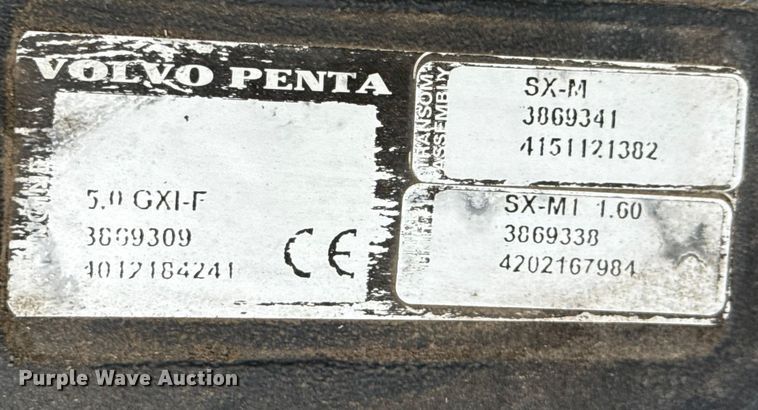 VOLVO PENTA
5.0 GXI-F
3869309
4012184241
CE
TRANSOM
ASSEMBLY
SX-M
3869341
4151121382
SX-M1 1.60
3869338
4202167984
Purple Wave Auction